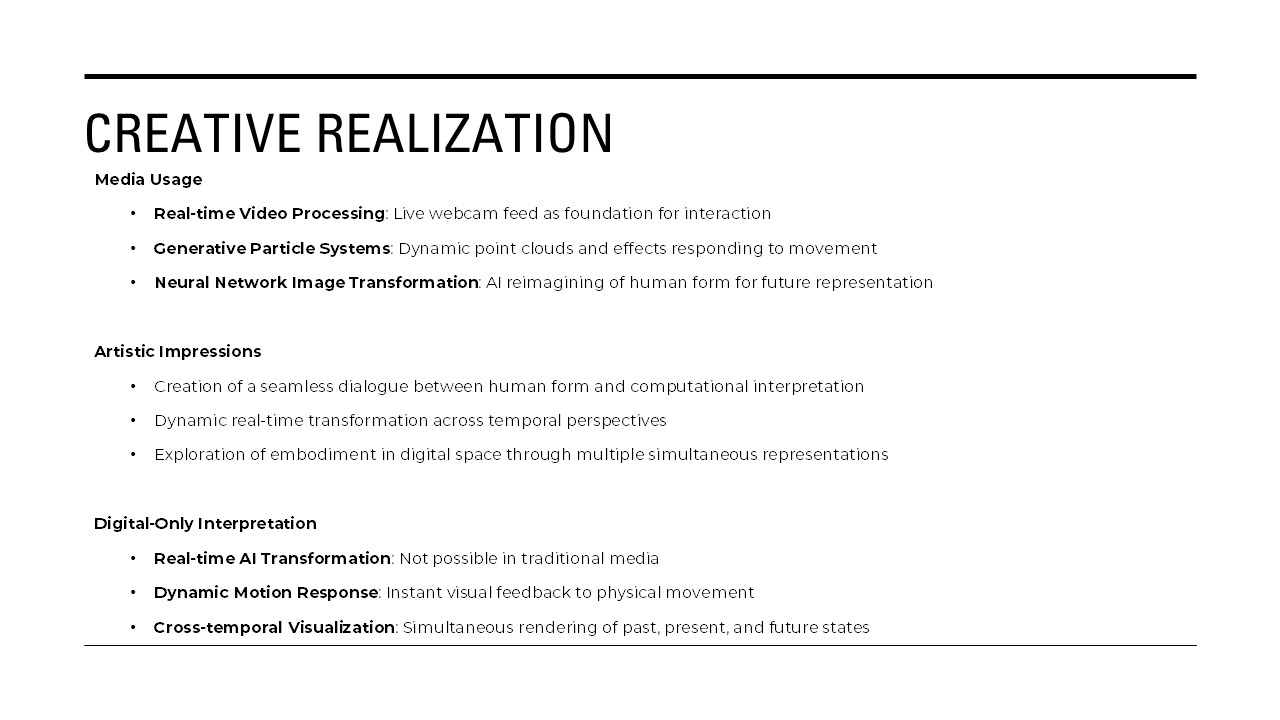 CREATIVE REALIZATION
Media Usage
• Real-time Video Processing: Live webcam feed as foundation for interaction
• Generative Particle Systems: Dynamic point clouds and effects responding to movement
• Neural Network Image Transformation: AI reimagining of human form for future representation
Artistic Impressions
• Creation of a seamless dialogue between human form and computational interpretation
• Dynamic real-time transformation across temporal perspectives
• Exploration of embodiment in digital space through multiple simultaneous representations
Digital-Only Interpretation
• Real-time AI Transformation: Not possible in traditional media
• Dynamic Motion Response: Instant visual feedback to physical movement
• Cross-temporal Visualization: Simultaneous rendering of past, present, and future states